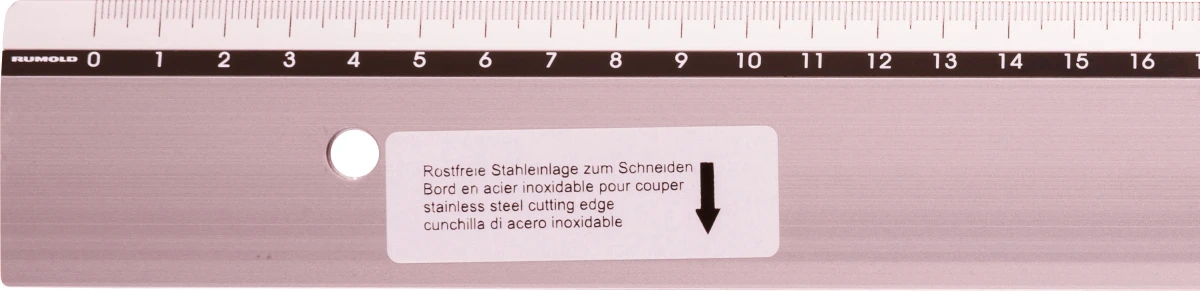 RUMOLD 0 1 2 3 4 5 6 7 8 9 10 11 12 13 14 15 16 1
Rostfreie Stahleinlage zum Schneiden
Bord en acier inoxidable pour couper
stainless steel cutting edge
cunchilla di acero inoxidable